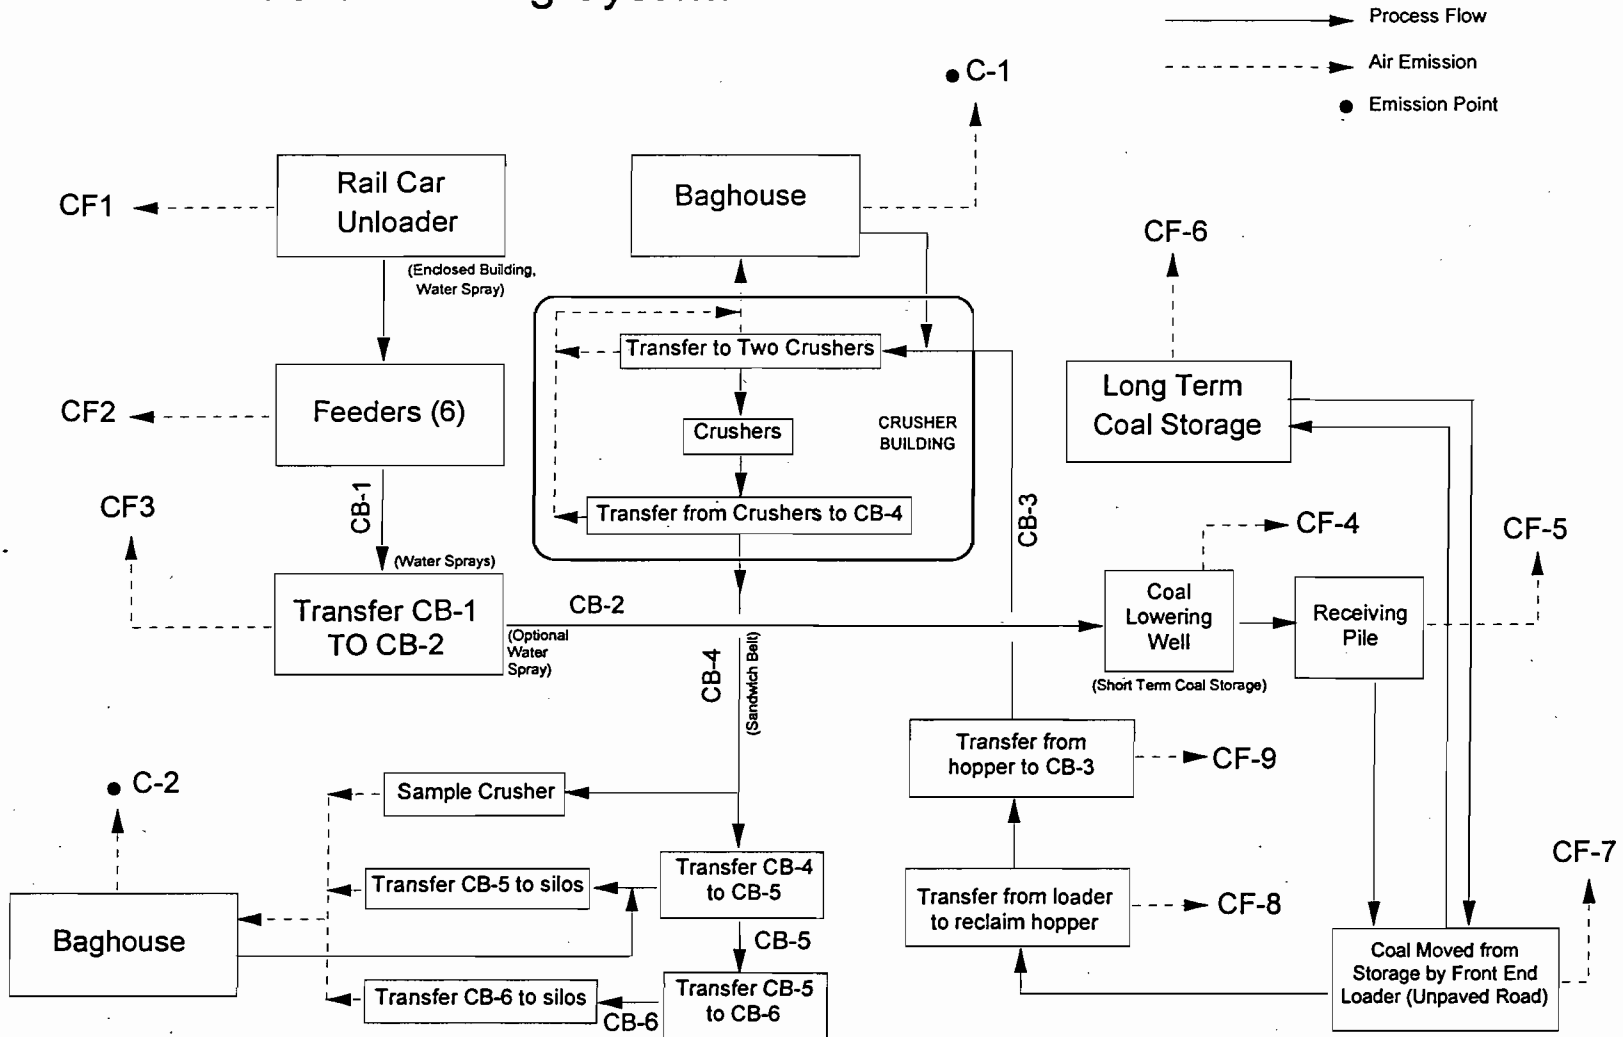 Process Flow
Air Emission
Emission Point
C-1
CF1
Rail Car
Unloader
(Enclosed Building,
Water Spray)
Baghouse
CF-6
CF2
Feeders (6)
Transfer to Two Crushers
Crushers
CRUSHER
BUILDING
Transfer from Crushers to CB-4
Long Term
Coal Storage
CB-1
CF3
CB-3
CF-4
CF-5
(Water Sprays)
Transfer CB-1
TO CB-2
CB-2
(Optional
Water
Spray)
CB-4
(Sandwich Belt)
Coal
Lowering
Well
(Short Term Coal Storage)
Receiving
Pile
Transfer from
hopper to CB-3
CF-9
C-2
Sample Crusher
Transfer CB-5 to silos
Transfer CB-4
to CB-5
Transfer from loader
to reclaim hopper
CF-8
CF-7
Baghouse
CB-5
Transfer CB-6 to silos
CB-6
Transfer CB-5
to CB-6
Coal Moved from
Storage by Front End
Loader (Unpaved Road)